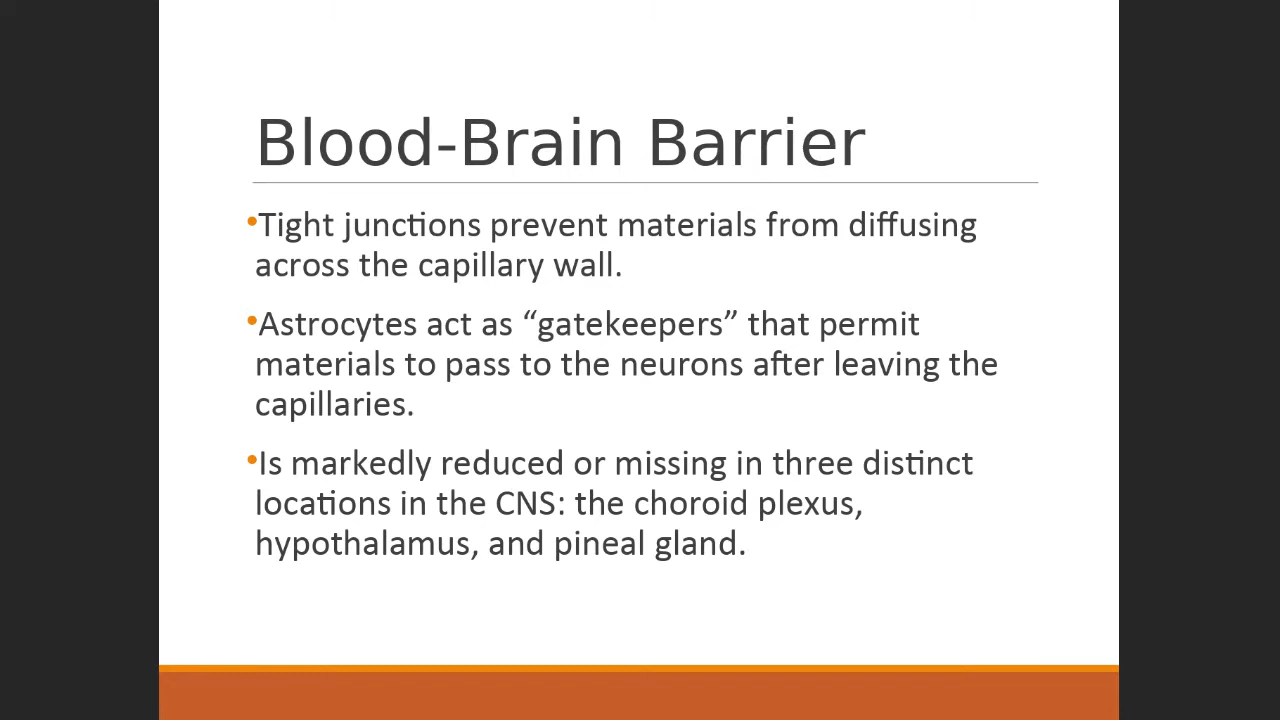 Blood-Brain Barrier
•Tight junctions prevent materials from diffusing
across the capillary wall.
•Astrocytes act as “gatekeepers” that permit
materials to pass to the neurons after leaving the
capillaries.
•Is markedly reduced or missing in three distinct
locations in the CNS: the choroid plexus,
hypothalamus, and pineal gland.